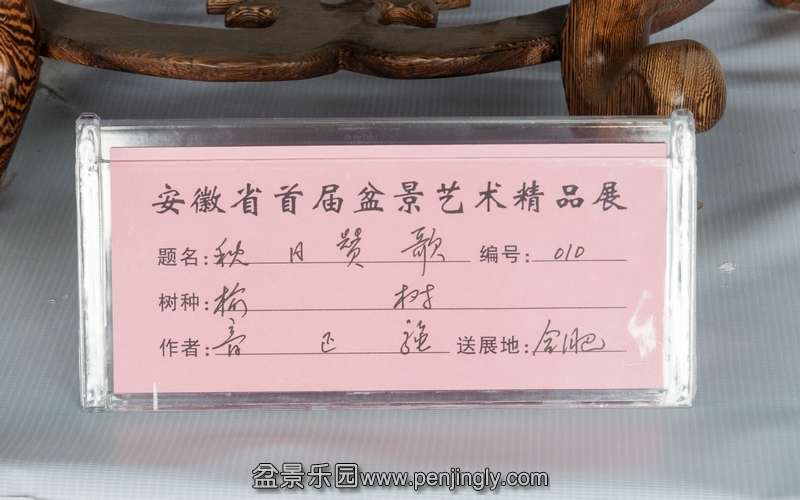 安徽省首届盆景艺术精品展
题名:秋月赞歌 编号:010
树种:榆树
作者:正强 送展地:合肥
盆景乐园www.penjingly.com